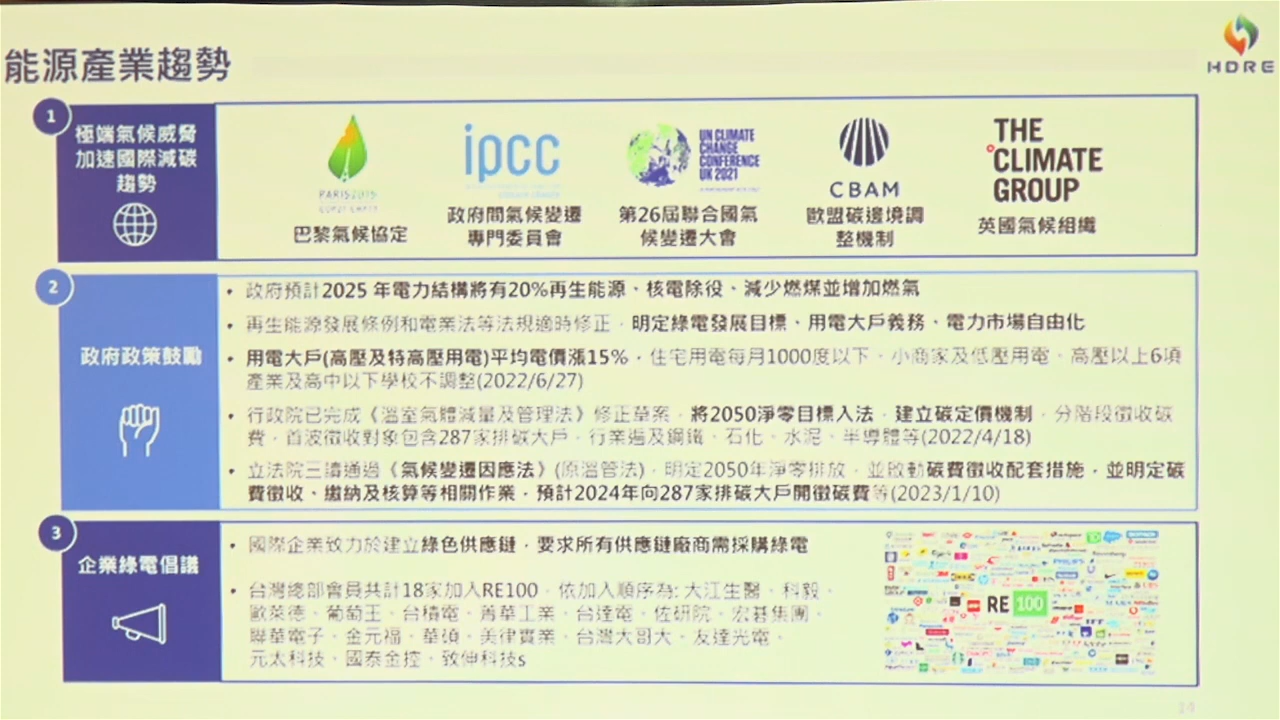 能源產業趨勢
HDRE
1
極端氣候威脅
加速國際減碳
趨勢
PARIS2015
巴黎氣候協定
ipcc
政府間氣候變遷
專門委員會
UN CLIMATE
CHANGE
CONFERENCE
UK 2021
第26屆聯合國氣
候變遷大會
CBAM
歐盟碳邊境調
整機制
THE
°CLIMATE
GROUP
英國氣候組織
2
政府政策鼓勵
• 政府預計2025 年電力結構將有20%再生能源、核電除役、減少燃煤並增加燃氣
• 再生能源發展條例和電業法等法規適時修正，明定綠電發展目標、用電大戶義務、電力市場自由化
• 用電大戶(高壓及特高壓用電)平均電價漲15%，住宅用電每月1000度以下、小商家及低壓用電、高壓以上6項
產業及高中以下學校不調整(2022/6/27)
• 行政院已完成《溫室氣體減量及管理法》修正草案，將2050淨零目標入法，建立碳定價機制，分階段徵收碳
費，首波徵收對象包含287家排碳大戶，行業遍及鋼鐵、石化、水泥、半導體等(2022/4/18)
• 立法院三讀通過《氣候變遷因應法》(原溫管法)，明定2050年淨零排放，並啟動碳費徵收配套措施，並明定碳
費徵收、繳納及核算等相關作業，預計2024年向287家排碳大戶開徵碳費等(2023/1/10)
3
企業綠電倡議
• 國際企業致力於建立綠色供應鏈，要求所有供應鏈廠商需採購綠電
• 台灣總部會員共計18家加入RE100，依加入順序為: 大江生醫、科毅、
歐萊德、葡萄王、台積電、菁華工業、台達電、佐研院、宏碁集團、
聯華電子、金元福、華碩、美律實業、台灣大哥大、友達光電、
元太科技、國泰金控、致伸科技s
RE 100
14